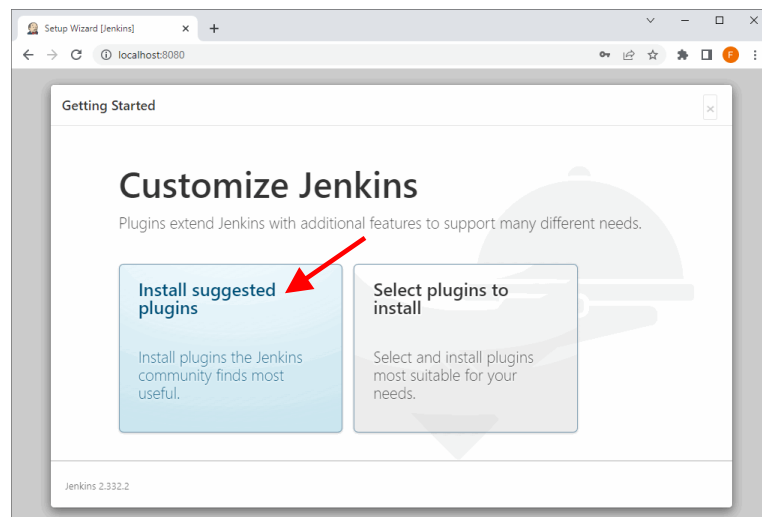 Setup Wizard [Jenkins]
localhost:8080
F
Getting Started
Customize Jenkins
Plugins extend Jenkins with additional features to support many different needs.
Install suggested
plugins
Install plugins the Jenkins
community finds most
useful.
Select plugins to
install
Select and install plugins
most suitable for your
needs.
Jenkins 2.332.2